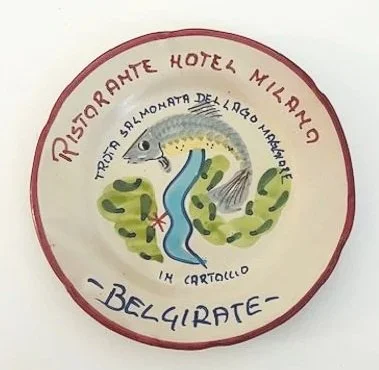 RISTORANTE HOTEL MILANO
TROTA SALMONATA DEL LAGO MAGGIORE
IN CARTOCCIO
-BELGIRATE-